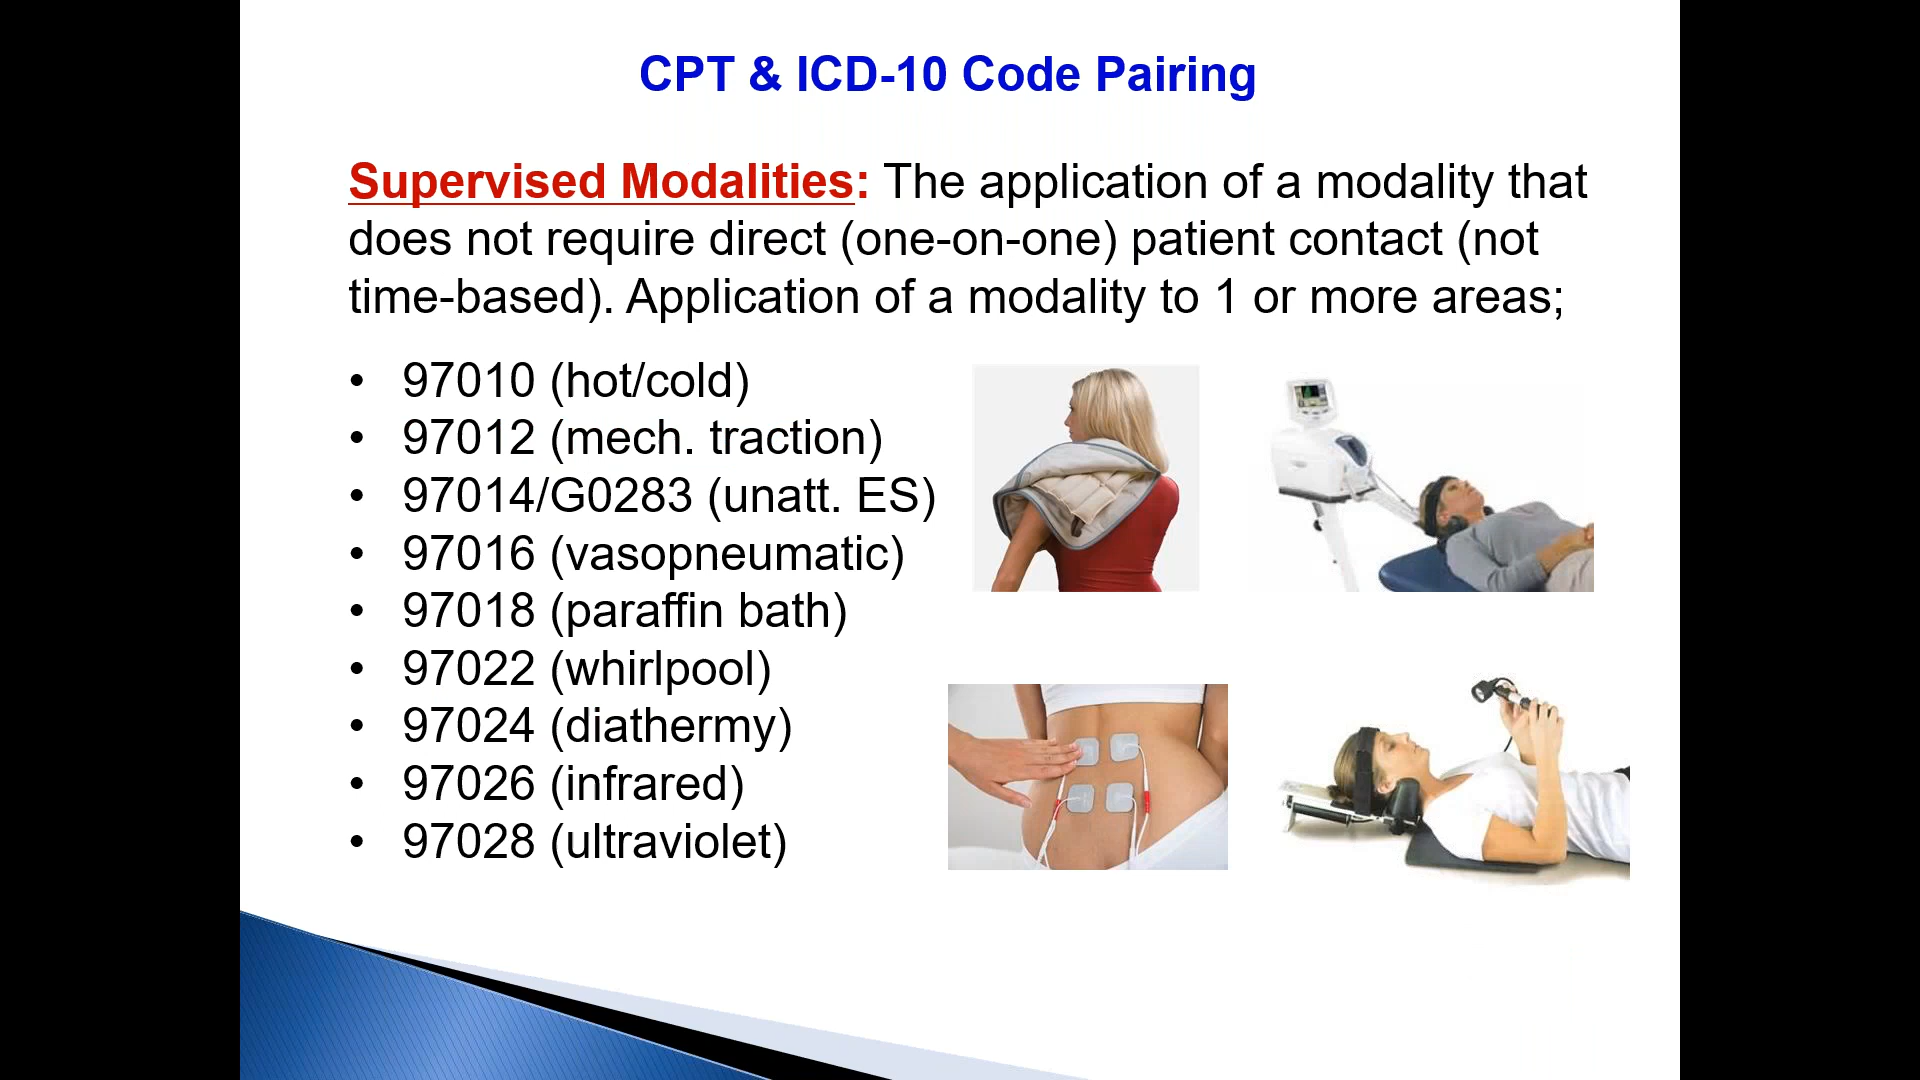 CPT & ICD-10 Code Pairing
Supervised Modalities: The application of a modality that
does not require direct (one-on-one) patient contact (not
time-based). Application of a modality to 1 or more areas;
• 97010 (hot/cold)
• 97012 (mech. traction)
• 97014/G0283 (unatt. ES)
• 97016 (vasopneumatic)
• 97018 (paraffin bath)
• 97022 (whirlpool)
• 97024 (diathermy)
• 97026 (infrared)
• 97028 (ultraviolet)